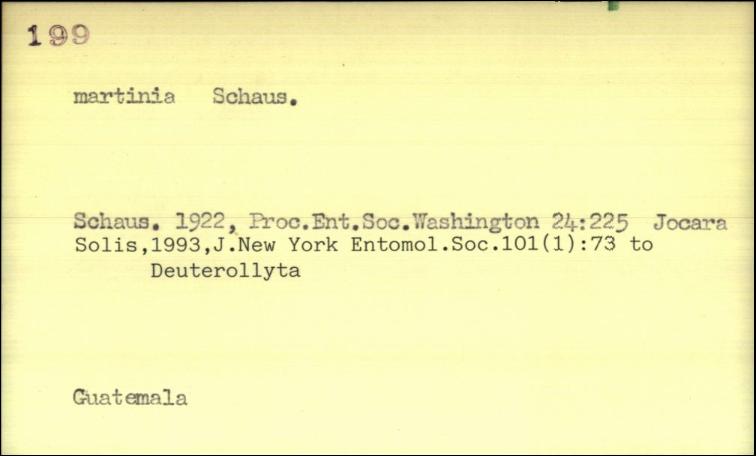 199
martinia Schaus.
Schaus. 1922, Proc.Ent.Soc.Washington 24:225 Jocara
Solis,1993,J.New York Entomol.Soc.101(1):73 to
Deuterollyta
Guatemala